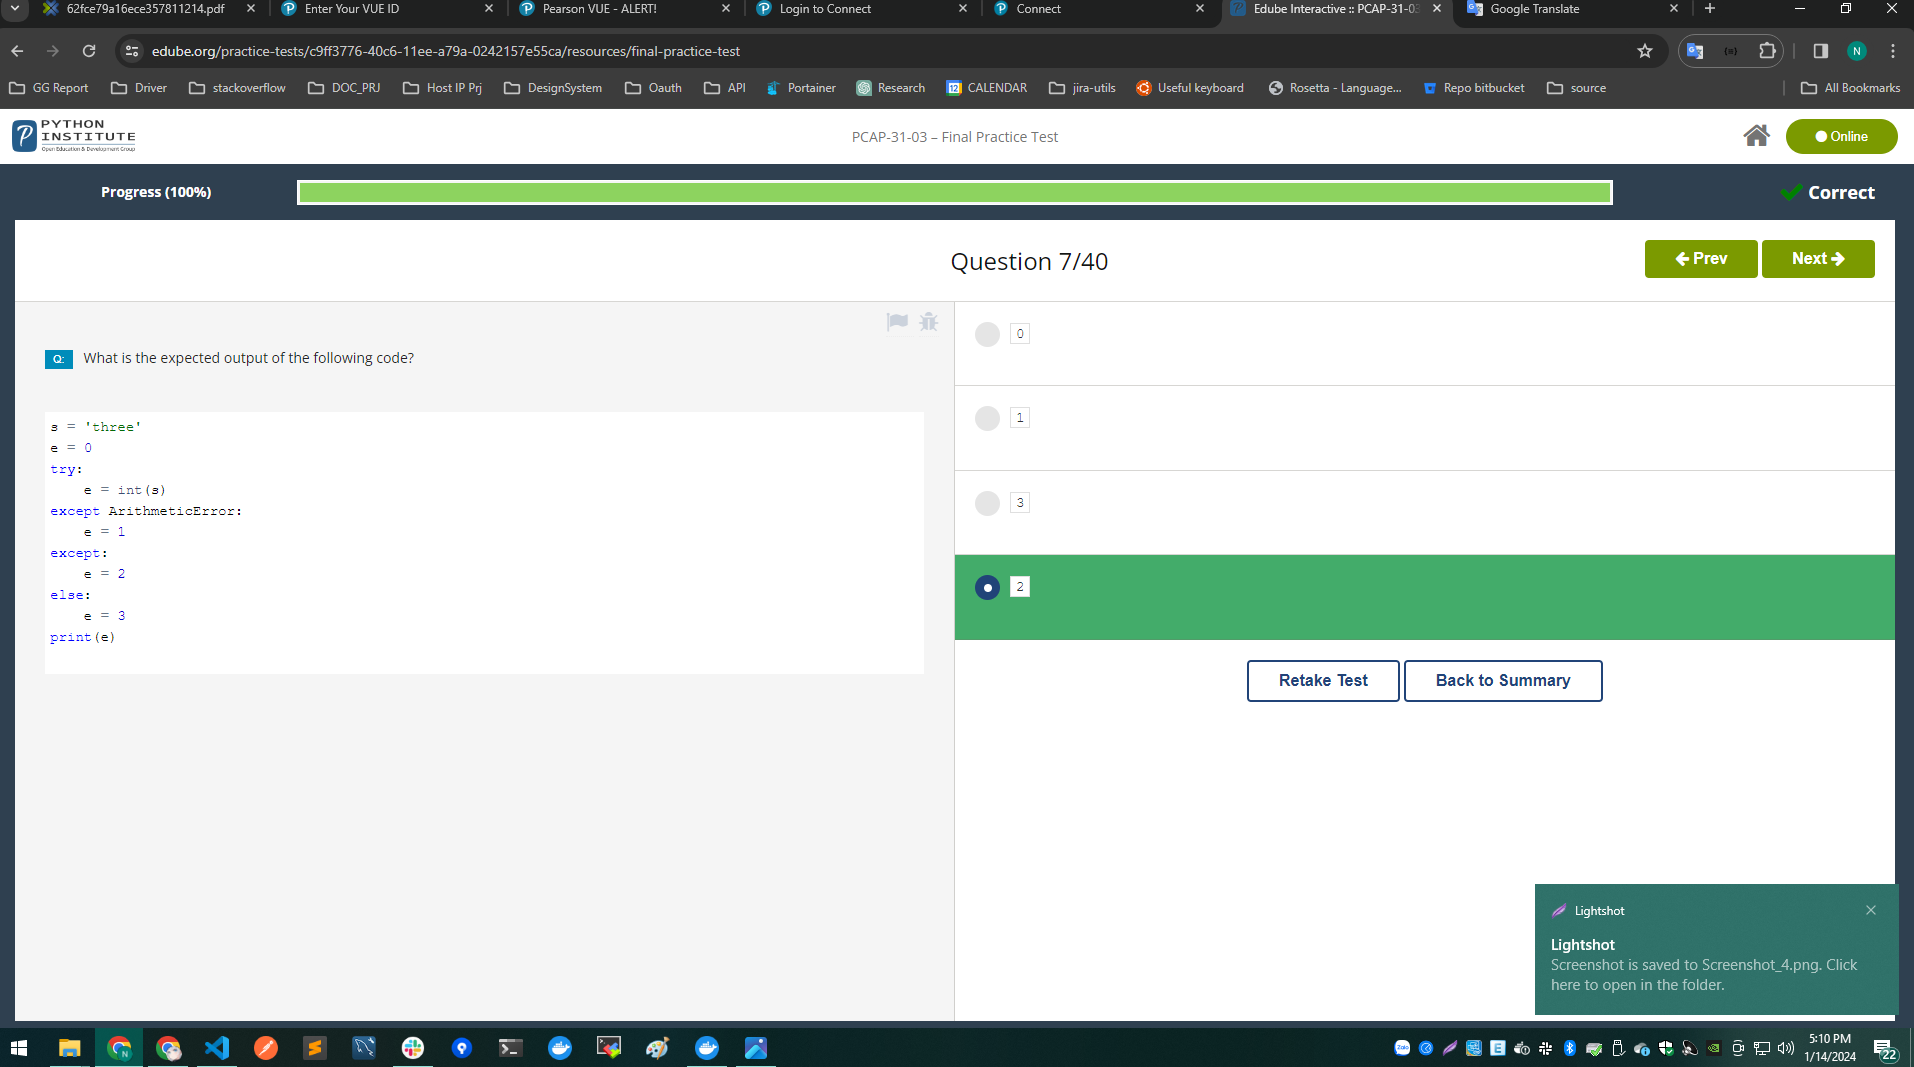 62fce79a16ece357811214.pdf
Enter Your VUE ID
Pearson VUE - ALERT!
Login to Connect
Connect
Edube Interactive :: PCAP-31-03
Google Translate
edube.org/practice-tests/c9ff3776-40c6-11ee-a79a-0242157e55ca/resources/final-practice-test
N
GG Report
Driver
stackoverflow
DOC_PRJ
Host IP Prj
DesignSystem
Oauth
API
Portainer
Research
CALENDAR
jira-utils
Useful keyboard
Rosetta - Language...
Repo bitbucket
source
All Bookmarks
PYTHON
INSTITUTE
Open Education & Development Group
PCAP-31-03 – Final Practice Test
Online
Progress (100%)
Correct
Question 7/40
Prev
Next
Q:
What is the expected output of the following code?
s = 'three'
e = 0
try:
    e = int(s)
except ArithmeticError:
    e = 1
except:
    e = 2
else:
    e = 3
print(e)
0
1
3
2
Retake Test
Back to Summary
Lightshot
Lightshot
Screenshot is saved to Screenshot_4.png. Click
here to open in the folder.
5:10 PM
1/14/2024
22